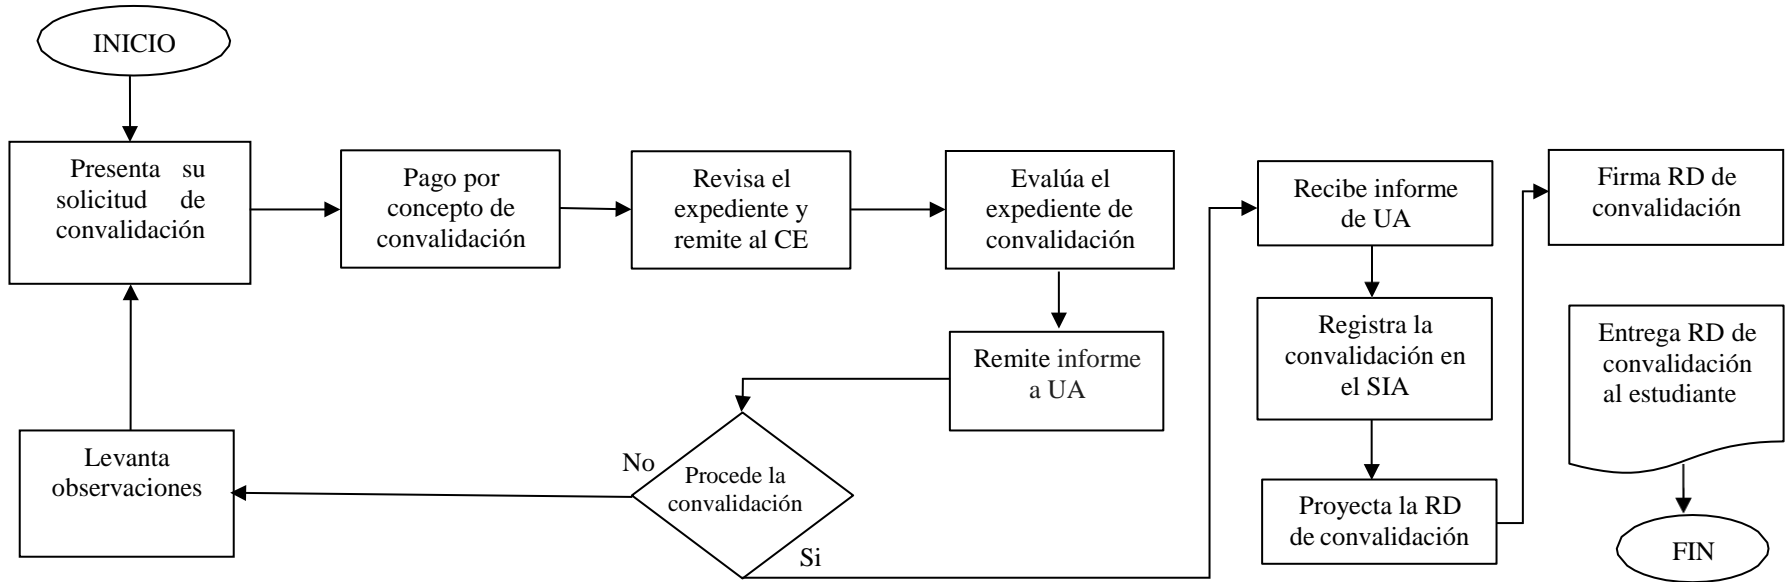 INICIO
Presenta su
solicitud de
convalidación
Pago por
concepto de
convalidación
Revisa el
expediente y
remite al CE
Evalúa el
expediente de
convalidación
Remite informe
a UA
Procede la
convalidación
No
Si
Levanta
observaciones
Recibe informe
de UA
Registra la
convalidación en
el SIA
Proyecta la RD
de convalidación
Firma RD de
convalidación
Entrega RD de
convalidación
al estudiante
FIN